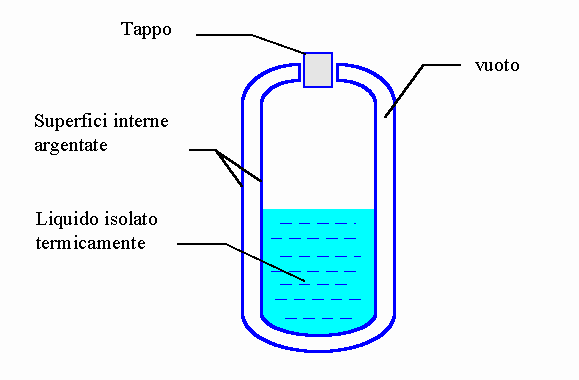 Tappo
vuoto
Superfici interne
argentate
Liquido isolato
termicamente